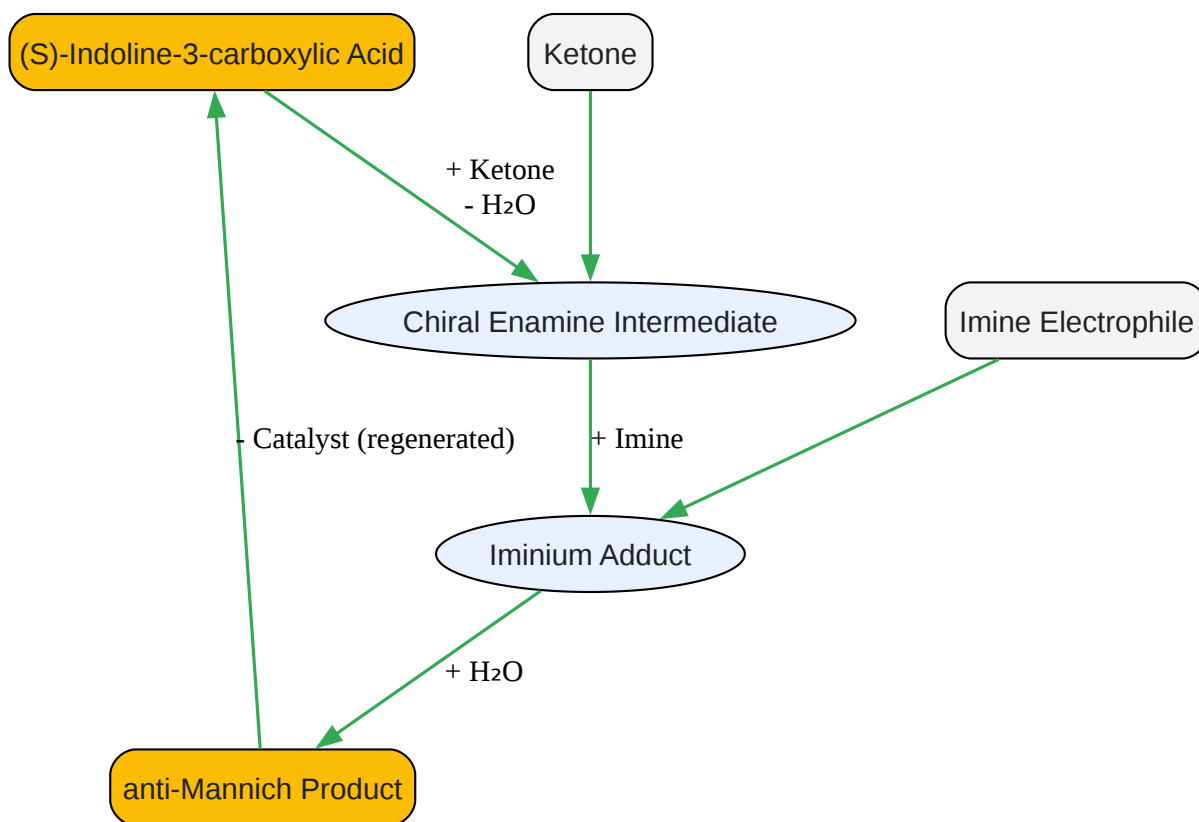 (S)-Indoline-3-carboxylic Acid
Ketone
+ Ketone
- H₂O
Chiral Enamine Intermediate
Imine Electrophile
- Catalyst (regenerated)
+ Imine
Iminium Adduct
+ H₂O
anti-Mannich Product